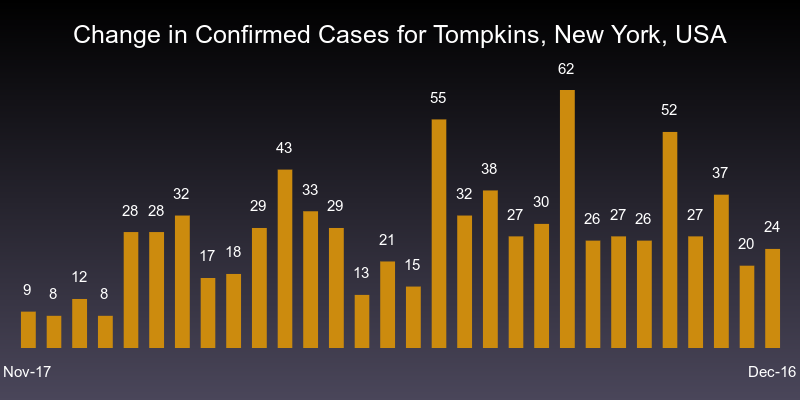 Change in Confirmed Cases for Tompkins, New York, USA
9 8 12 8 28 28 32 17 18 29 43 33 29 13 21 15 55 32 38 27 30 62 26 27 26 52 27 37 20 24
Nov-17 Dec-16